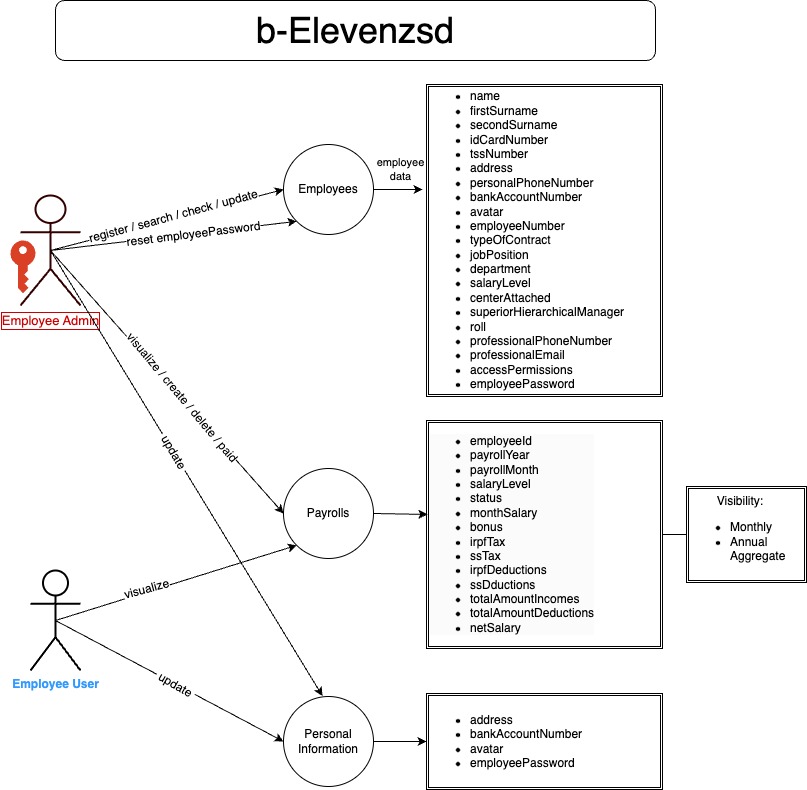 b-Elevenzsd
name
firstSurname
secondSurname
idCardNumber
tssNumber
address
personalPhoneNumber
bankAccountNumber
avatar
employeeNumber
typeOfContract
jobPosition
department
salaryLevel
centerAttached
superiorHierarchicalManager
roll
professionalPhoneNumber
professionalEmail
accessPermissions
employeePassword
employee
data
Employees
register / search / check / update
reset employeePassword
Employee Admin
visualize / create / delete / paid
update
employeeId
payrollYear
payrollMonth
salaryLevel
status
monthSalary
bonus
irpfTax
ssTax
irpfDeductions
ssDductions
totalAmountIncomes
totalAmountDeductions
netSalary
Visibility:
Monthly
Annual
Aggregate
Payrolls
visualize
Employee User
update
Personal
Information
address
bankAccountNumber
avatar
employeePassword